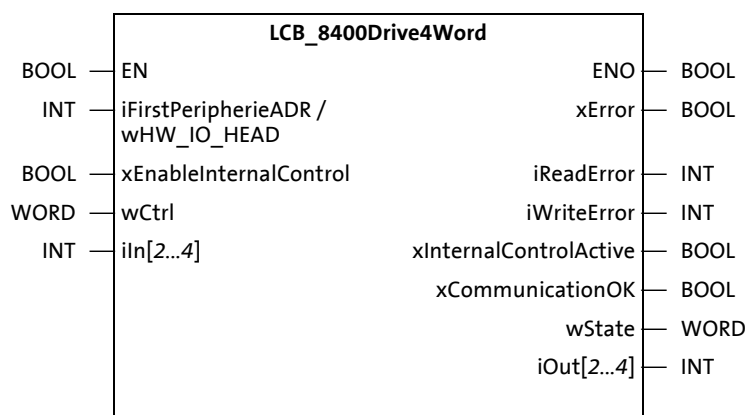 LCB_8400Drive4Word
BOOL EN ENO BOOL
INT iFirstPeripherieADR / xError BOOL
wHW_IO_HEAD
BOOL xEnableInternalControl iReadError INT
WORD wCtrl iWriteError INT
INT iIn[2...4] xInternalControlActive BOOL
xCommunicationOK BOOL
wState WORD
iOut[2...4] INT